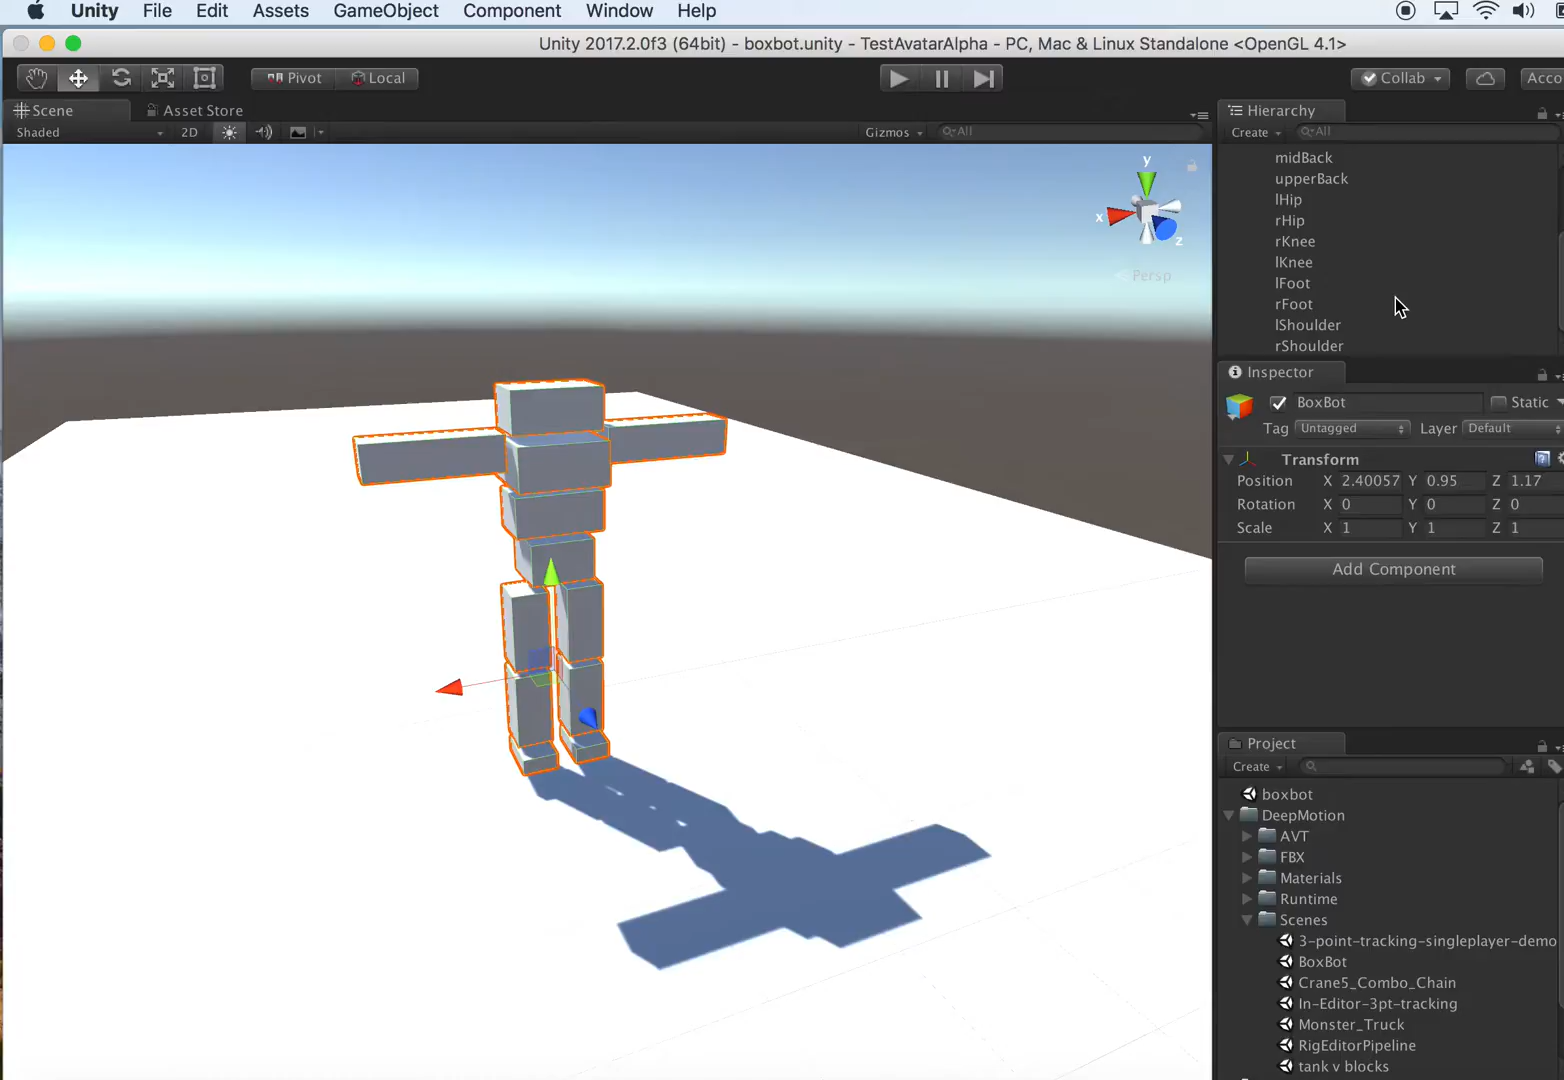 Unity File Edit Assets GameObject Component Window Help
Unity 2017.2.0f3 (64bit) - boxbot.unity - TestAvatarAlpha - PC, Mac & Linux Standalone <OpenGL 4.1>
Pivot Local Collab Acco
Scene Asset Store
Shaded 2D Gizmos All
y
x
z
Persp
Hierarchy
Create All
midBack
upperBack
lHip
rHip
rKnee
lKnee
lFoot
rFoot
lShoulder
rShoulder
Inspector
BoxBot Static
Tag Untagged Layer Default
Transform
Position X 2.40057 Y 0.95 Z 1.17
Rotation X 0 Y 0 Z 0
Scale X 1 Y 1 Z 1
Add Component
Project
Create
boxbot
DeepMotion
AVT
FBX
Materials
Runtime
Scenes
3-point-tracking-singleplayer-demo
BoxBot
Crane5_Combo_Chain
In-Editor-3pt-tracking
Monster_Truck
RigEditorPipeline
tank v blocks